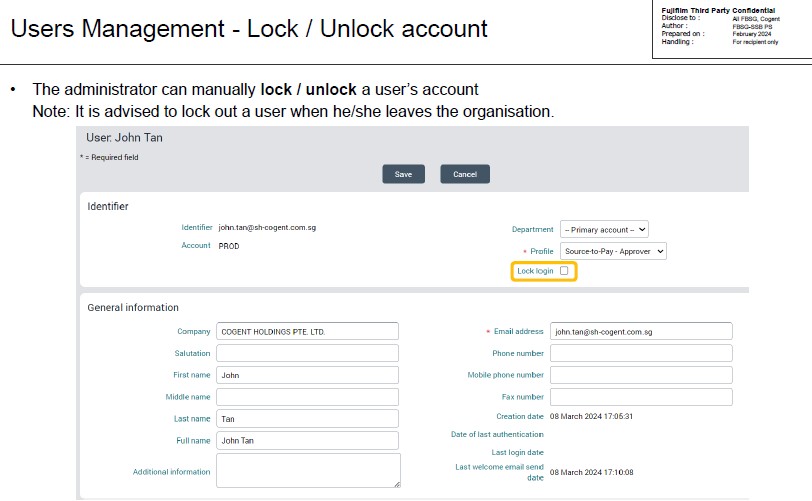 Fujifilm Third Party Confidential
Disclose to : All FBSG, Cogent
Author : FBSG-SSB PS
Prepared on : February 2024
Handling : For recipient only
Users Management - Lock / Unlock account
• The administrator can manually lock / unlock a user's account
Note: It is advised to lock out a user when he/she leaves the organisation.
User: John Tan
* = Required field
Save Cancel
Identifier
Identifier john.tan@sh-cogent.com.sg Department -- Primary account --
Account PROD * Profile Source-to-Pay - Approver
Lock login
General information
Company COGENT HOLDINGS PTE. LTD. * Email address john.tan@sh-cogent.com.sg
Salutation Phone number
First name John Mobile phone number
Middle name Fax number
Last name Tan Creation date 08 March 2024 17:05:31
Full name John Tan Date of last authentication
Last login date
Additional information Last welcome email send date 08 March 2024 17:10:08